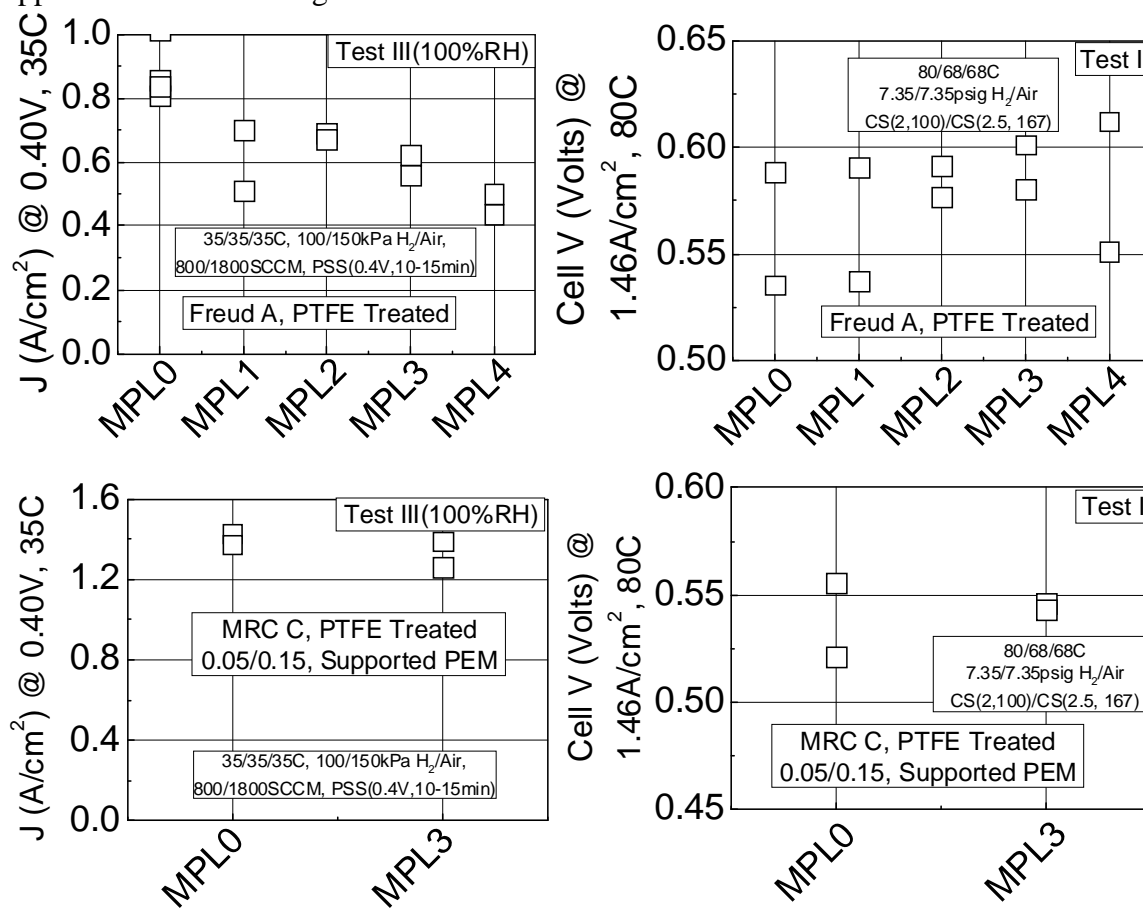 J (A/cm2) @ 0.40V, 35C
1.0
0.8
0.6
0.4
0.2
0.0
Test III(100%RH)
35/35/35C, 100/150kPa H2/Air,
800/1800SCCM, PSS(0.4V,10-15min)
Freud A, PTFE Treated
MPL0
MPL1
MPL2
MPL3
MPL4
Cell V (Volts) @
1.46A/cm2, 80C
0.65
0.60
0.55
0.50
80/68/68C
7.35/7.35psig H2/Air
CS(2,100)/CS(2.5, 167)
Freud A, PTFE Treated
MPL0
MPL1
MPL2
MPL3
MPL4
J (A/cm2) @ 0.40V, 35C
1.6
1.2
0.8
0.4
0.0
Test III(100%RH)
MRC C, PTFE Treated
0.05/0.15, Supported PEM
35/35/35C, 100/150kPa H2/Air,
800/1800SCCM, PSS(0.4V,10-15min)
MPL0
MPL3
Cell V (Volts) @
1.46A/cm2, 80C
0.60
0.55
0.50
0.45
Test
80/68/68C
7.35/7.35psig H2/Air
CS(2,100)/CS(2.5, 167)
MRC C, PTFE Treated
0.05/0.15, Supported PEM
MPL0
MPL3